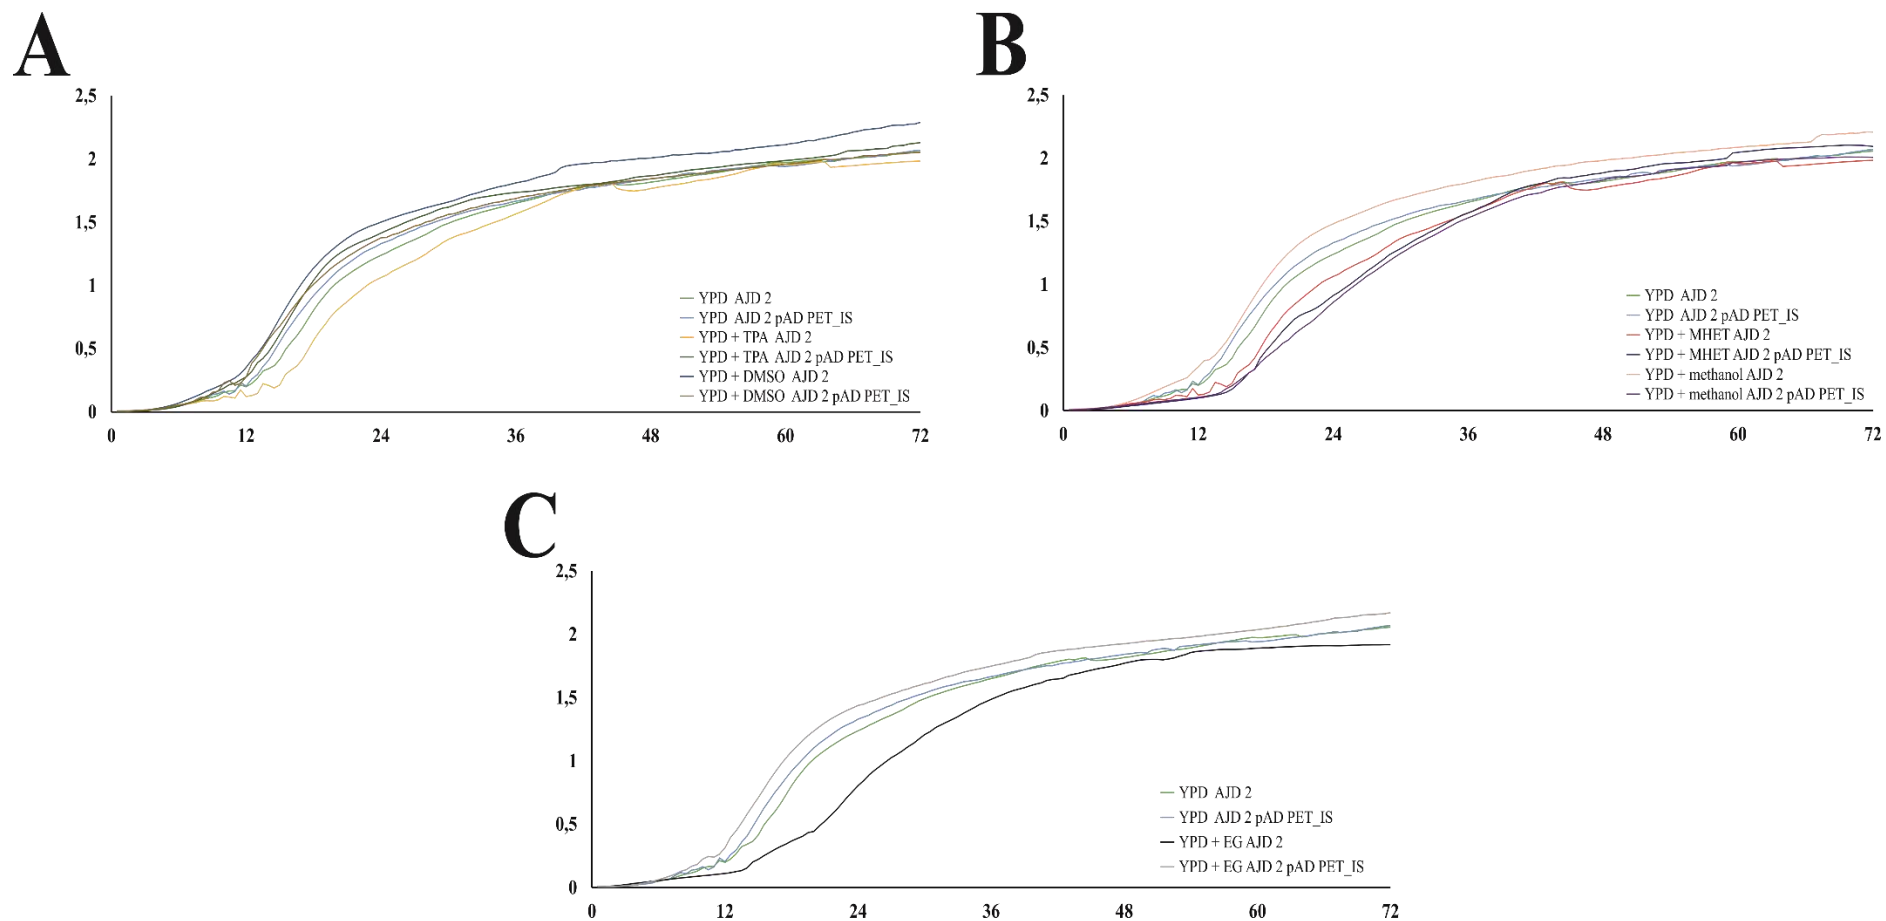 A
2,5
2
1,5
1
0,5
0
0 12 24 36 48 60 72
YPD AJD 2
YPD AJD 2 pAD PET_IS
YPD + TPA AJD 2
YPD + TPA AJD 2 pAD PET_IS
YPD + DMSO AJD 2
YPD + DMSO AJD 2 pAD PET_IS
B
2,5
2
1,5
1
0,5
0
0 12 24 36 48 60 72
YPD AJD 2
YPD AJD 2 pAD PET_IS
YPD + MHET AJD 2
YPD + MHET AJD 2 pAD PET_IS
YPD + methanol AJD 2
YPD + methanol AJD 2 pAD PET_IS
C
2,5
2
1,5
1
0,5
0
0 12 24 36 48 60 72
YPD AJD 2
YPD AJD 2 pAD PET_IS
YPD + EG AJD 2
YPD + EG AJD 2 pAD PET_IS